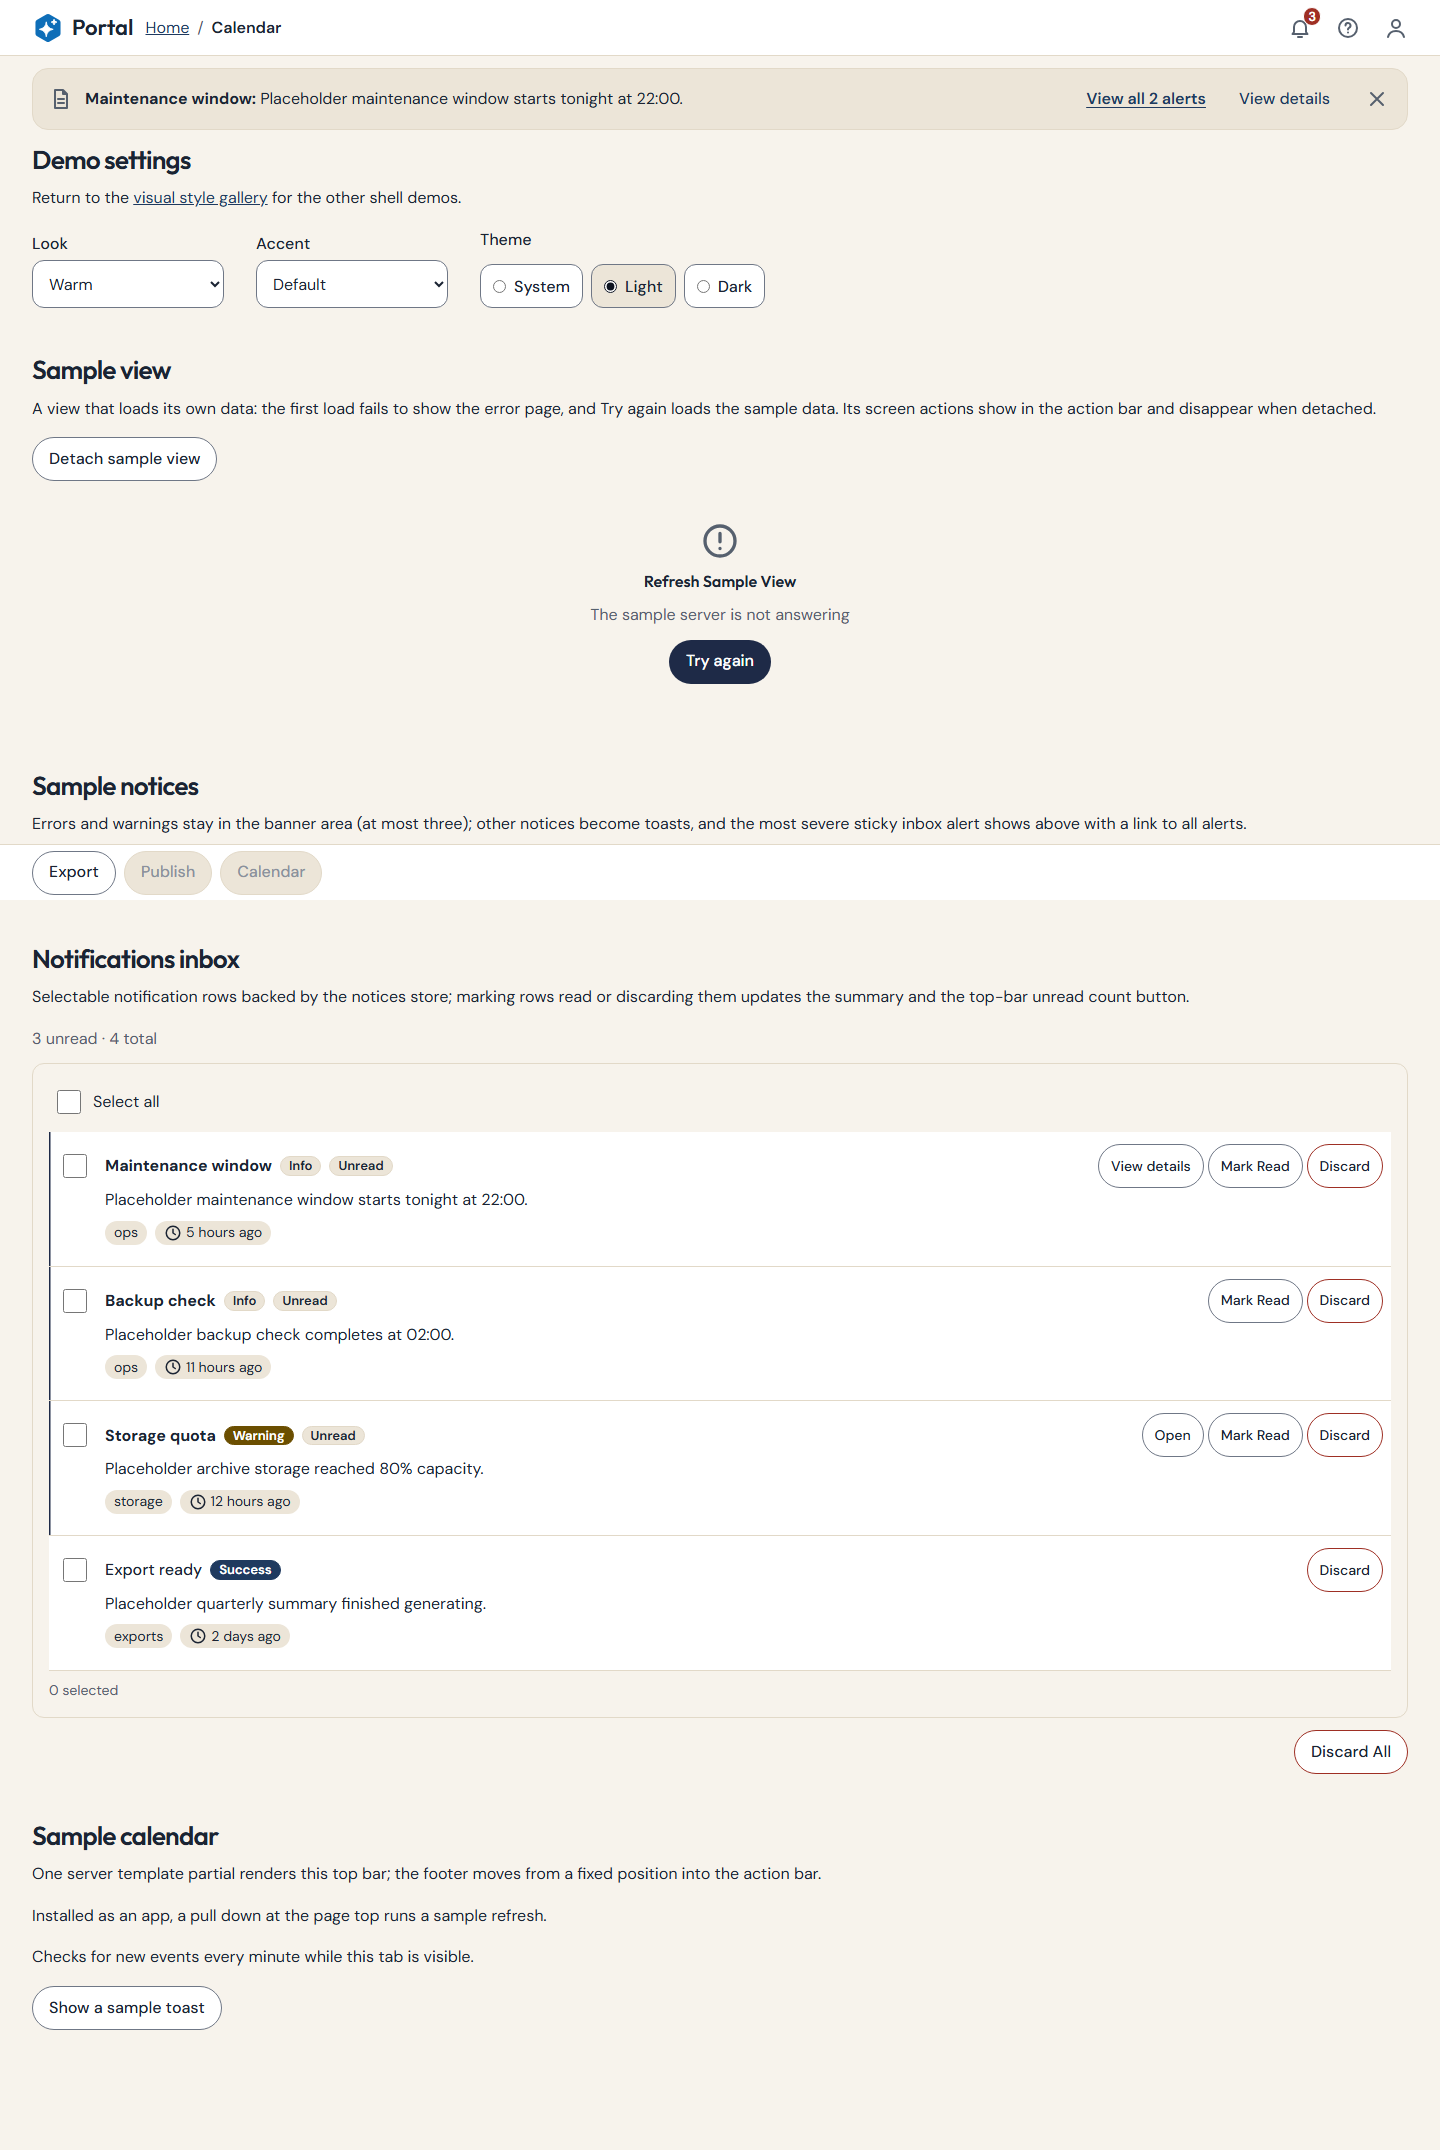 Portal Home / Calendar 3
Maintenance window: Placeholder maintenance window starts tonight at 22:00. View all 2 alerts View details
Demo settings
Return to the visual style gallery for the other shell demos.
Look Accent Theme
Warm Default System Light Dark
Sample view
A view that loads its own data: the first load fails to show the error page, and Try again loads the sample data. Its screen actions show in the action bar and disappear when detached.
Detach sample view
Refresh Sample View
The sample server is not answering
Try again
Sample notices
Errors and warnings stay in the banner area (at most three); other notices become toasts, and the most severe sticky inbox alert shows above with a link to all alerts.
Export Publish Calendar
Notifications inbox
Selectable notification rows backed by the notices store; marking rows read or discarding them updates the summary and the top-bar unread count button.
3 unread · 4 total
Select all
Maintenance window Info Unread View details Mark Read Discard
Placeholder maintenance window starts tonight at 22:00.
ops 5 hours ago
Backup check Info Unread Mark Read Discard
Placeholder backup check completes at 02:00.
ops 11 hours ago
Storage quota Warning Unread Open Mark Read Discard
Placeholder archive storage reached 80% capacity.
storage 12 hours ago
Export ready Success Discard
Placeholder quarterly summary finished generating.
exports 2 days ago
0 selected
Discard All
Sample calendar
One server template partial renders this top bar; the footer moves from a fixed position into the action bar.
Installed as an app, a pull down at the page top runs a sample refresh.
Checks for new events every minute while this tab is visible.
Show a sample toast